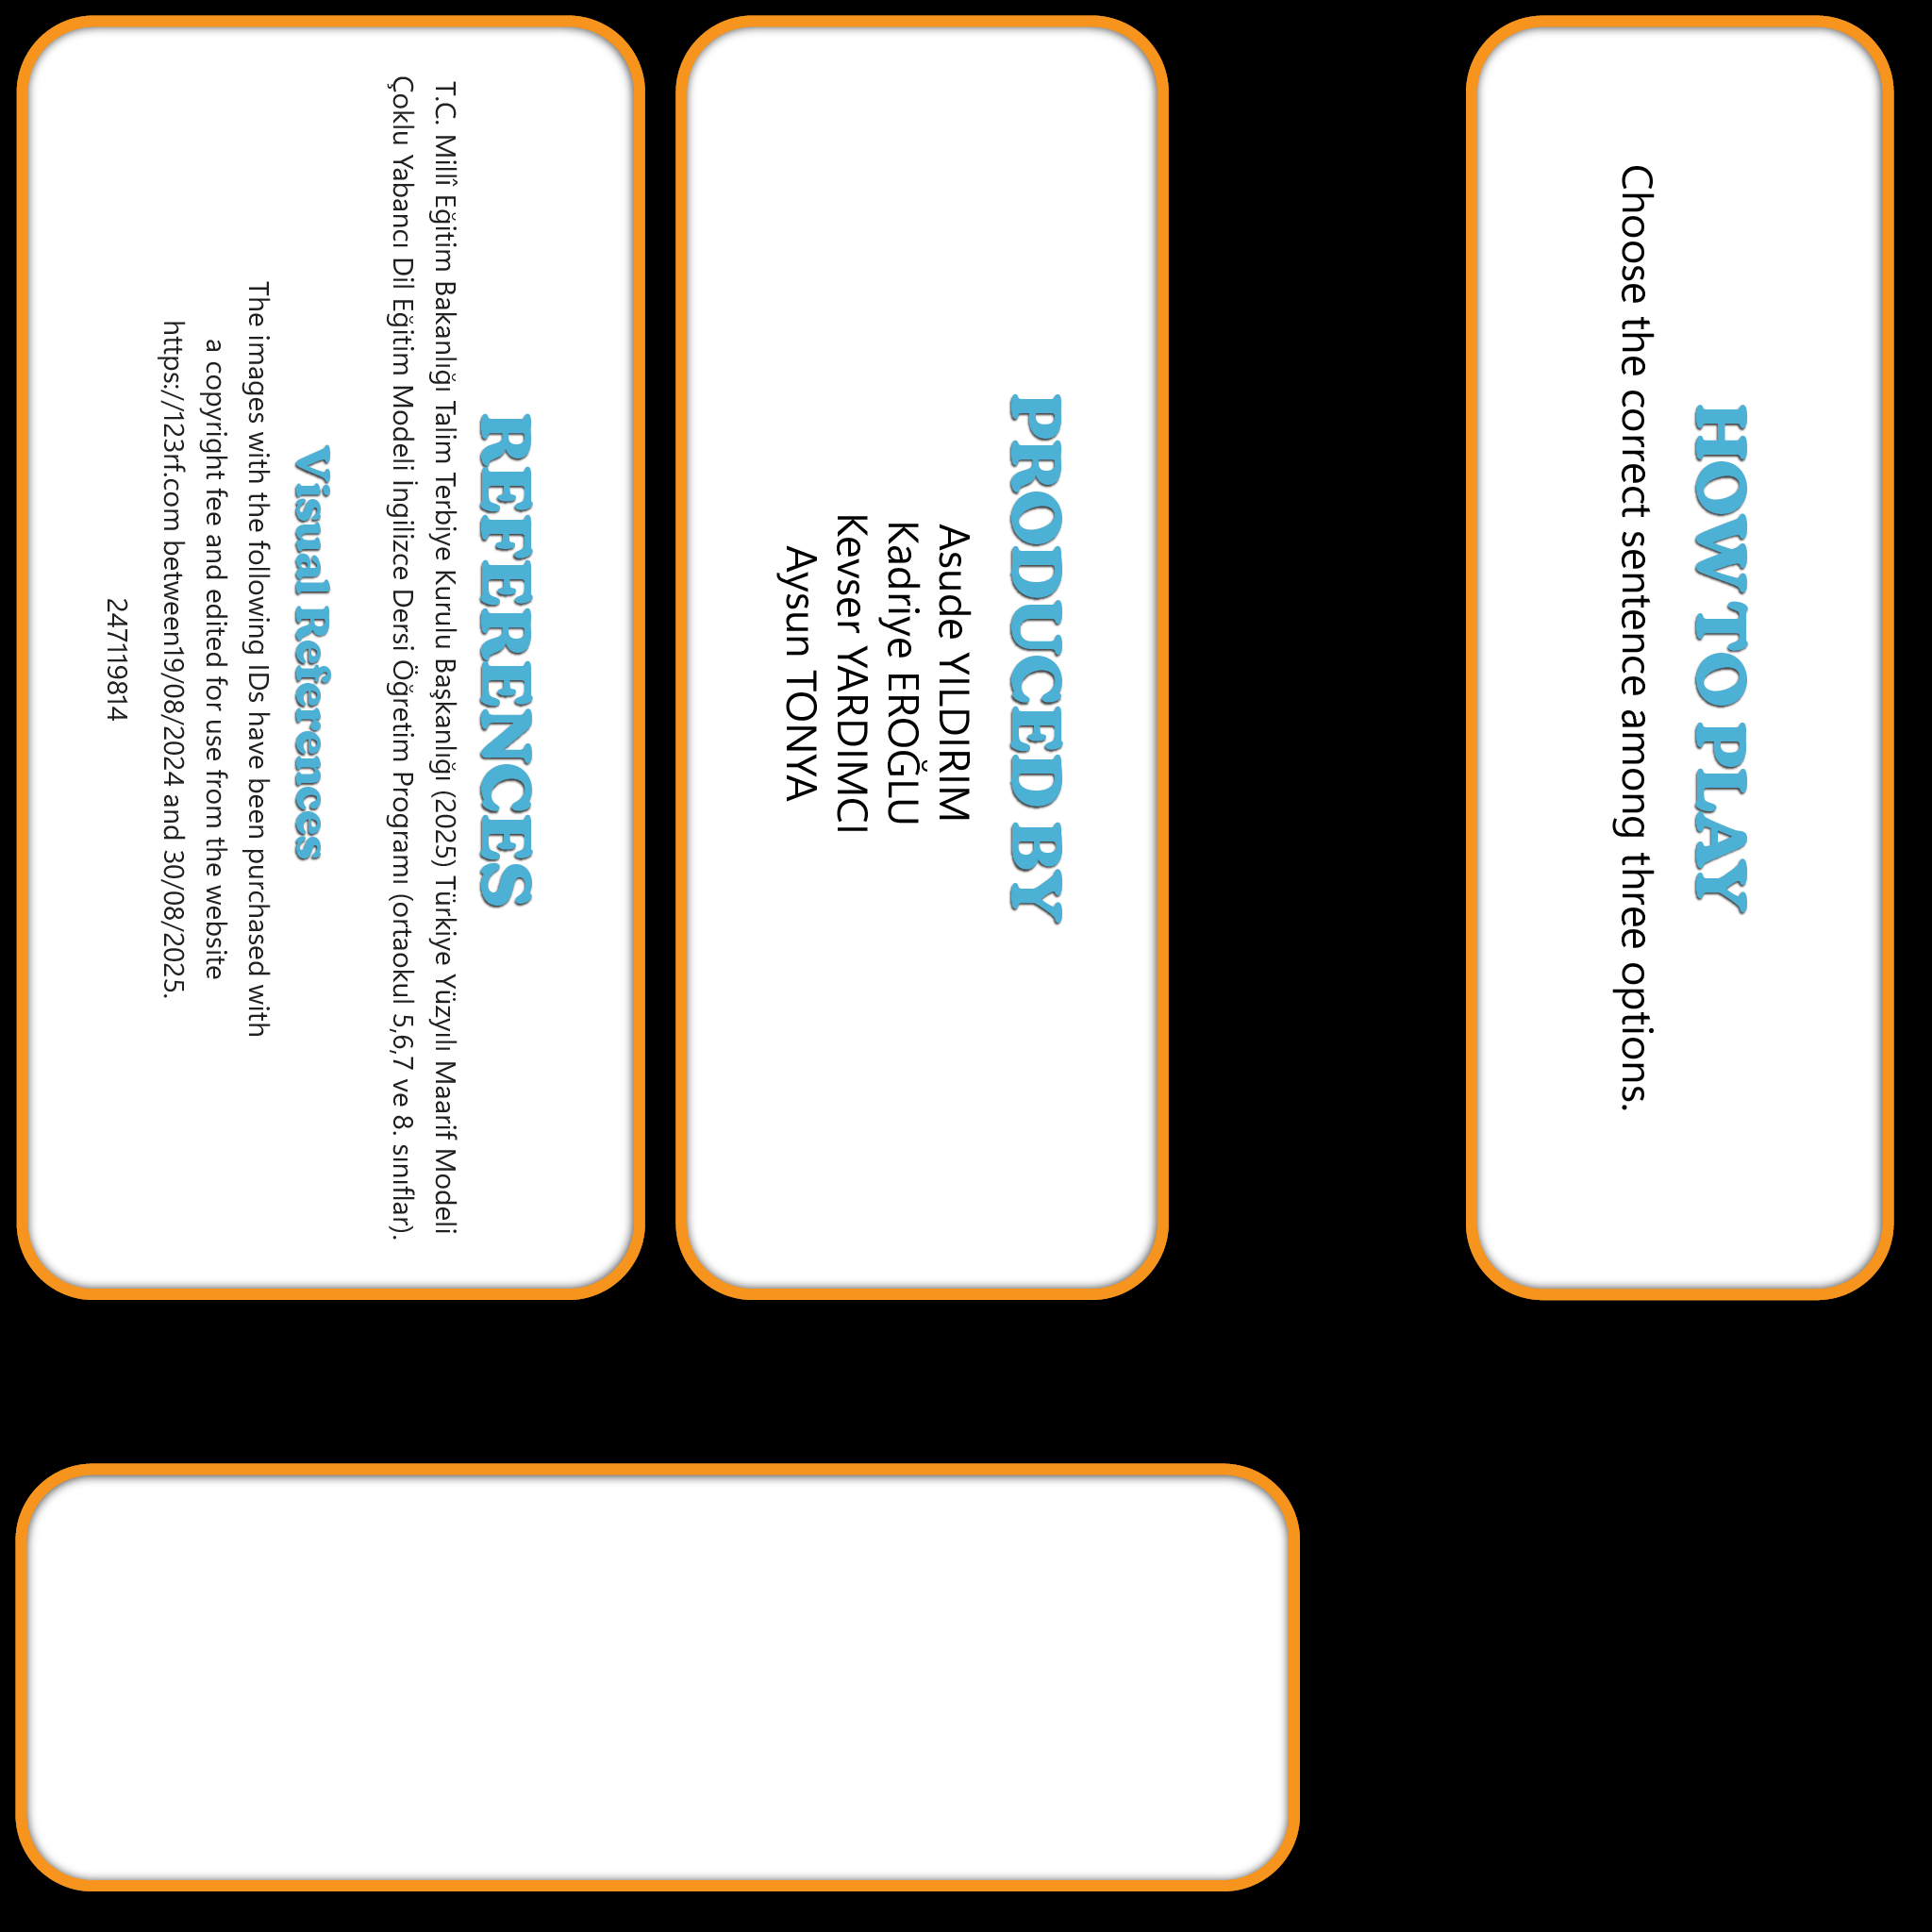 REFERENCES
T.C. Millî Eğitim Bakanlığı Talim Terbiye Kurulu Başkanlığı (2025) Türkiye Yüzyılı Maarif Modeli
Çoklu Yabancı Dil Eğitim Modeli İngilizce Dersi Öğretim Programı (ortaokul 5,6,7 ve 8. sınıflar).
Visual References
The images with the following IDs have been purchased with
a copyright fee and edited for use from the website
https://123rf.com between19/08/2024 and 30/08/2025.
247119814
PRODUCED BY
Asude YILDIRIM
Kadriye EROĞLU
Kevser YARDIMCI
Aysun TONYA
HOW TO PLAY
Choose the correct sentence among three options.